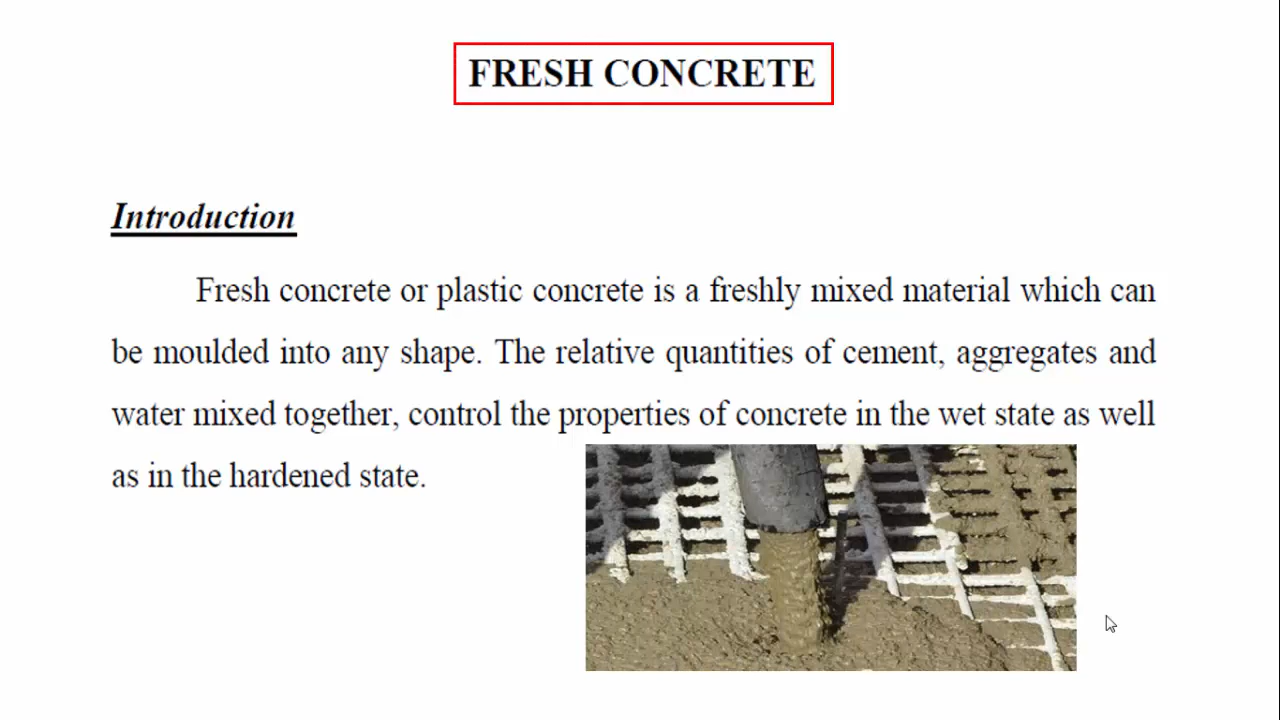 FRESH CONCRETE
Introduction
Fresh concrete or plastic concrete is a freshly mixed material which can
be moulded into any shape. The relative quantities of cement, aggregates and
water mixed together, control the properties of concrete in the wet state as well
as in the hardened state.